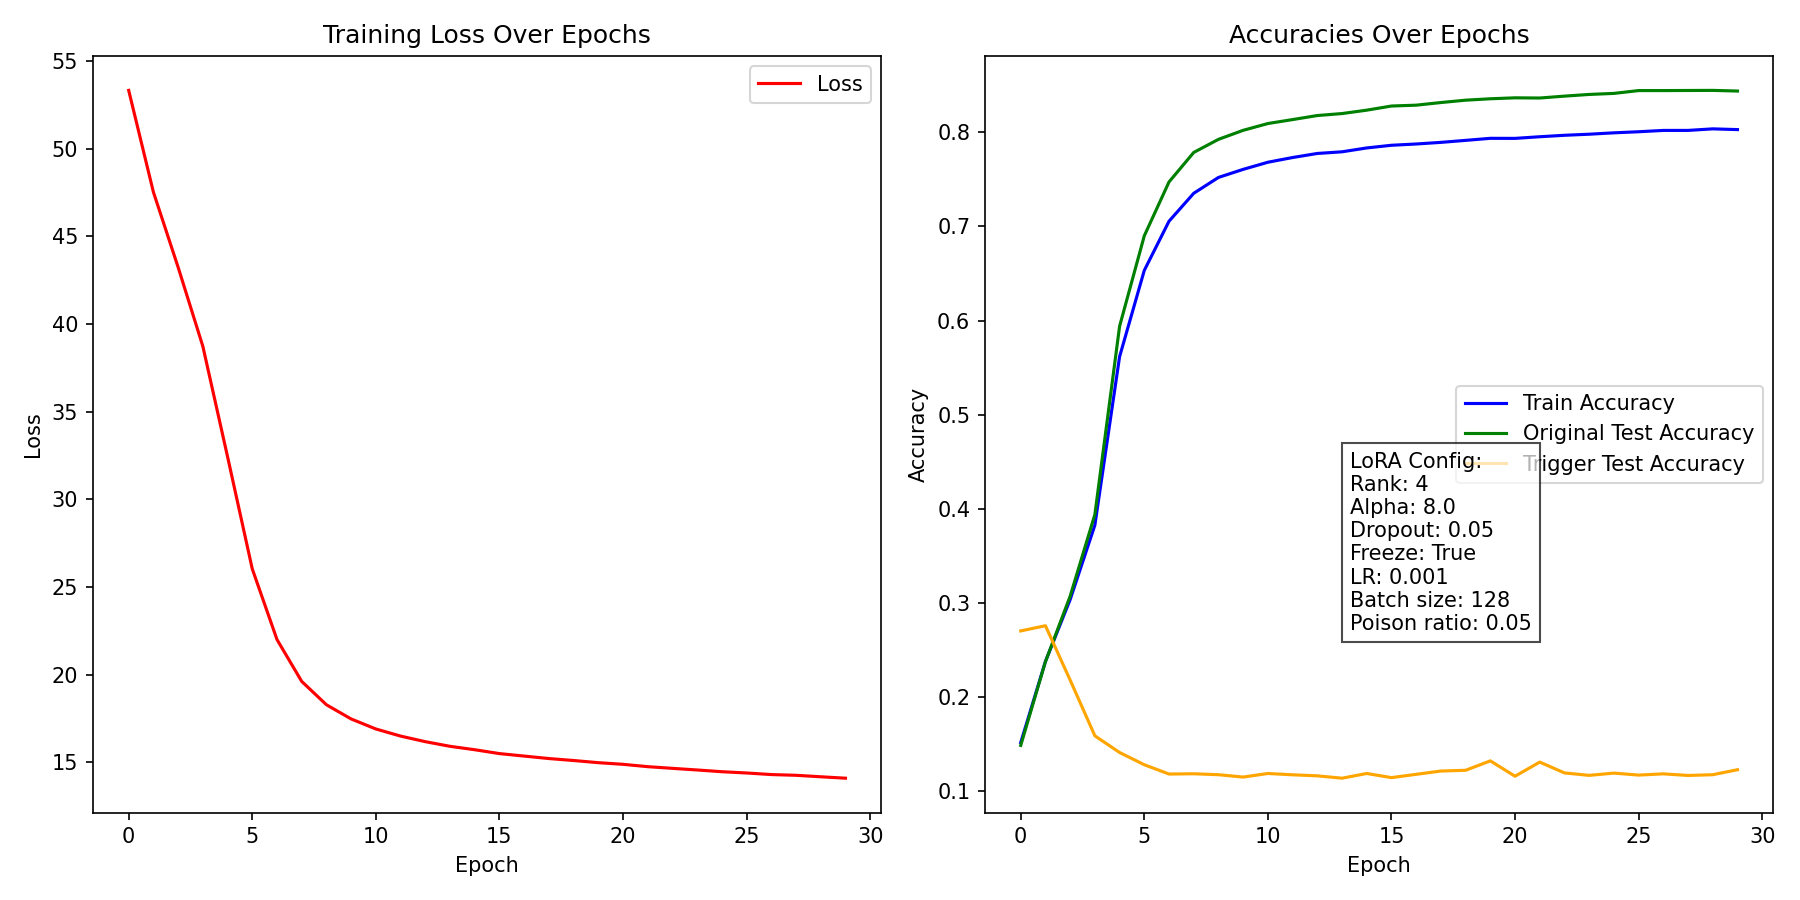 Training Loss Over Epochs
55
50
45
40
35
30
25
20
15
Loss
Loss
0 5 10 15 20 25 30
Epoch
Accuracies Over Epochs
0.8
0.7
0.6
0.5
0.4
0.3
0.2
0.1
Accuracy
Train Accuracy
Original Test Accuracy
Trigger Test Accuracy
LoRA Config:
Rank: 4
Alpha: 8.0
Dropout: 0.05
Freeze: True
LR: 0.001
Batch size: 128
Poison ratio: 0.05
0 5 10 15 20 25 30
Epoch